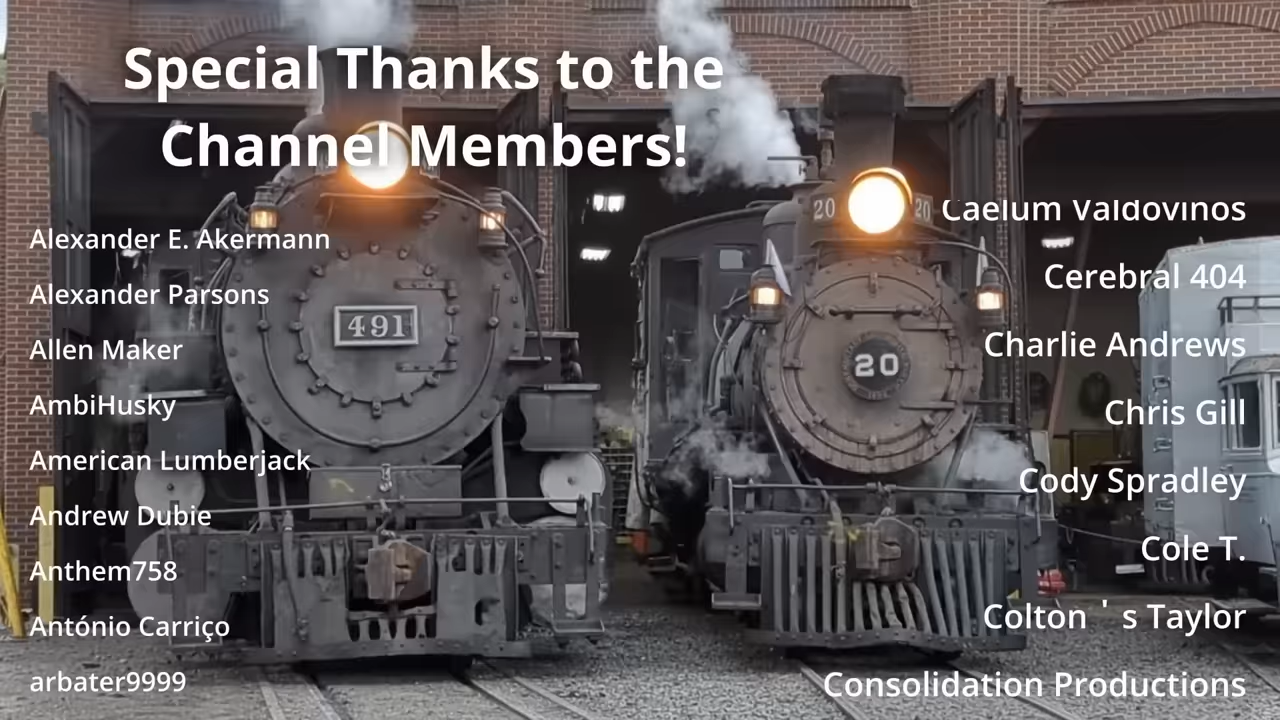 Special Thanks to the
Channel Members!
Alexander E. Akermann
Alexander Parsons
Allen Maker
AmbiHusky
American Lumberjack
Andrew Dubie
Anthem758
António Carriço
arbater9999
Caelum Valdovinos
Cerebral 404
Charlie Andrews
Chris Gill
Cody Spradley
Cole T.
Colton ' s Taylor
Consolidation Productions
491
20
20
20